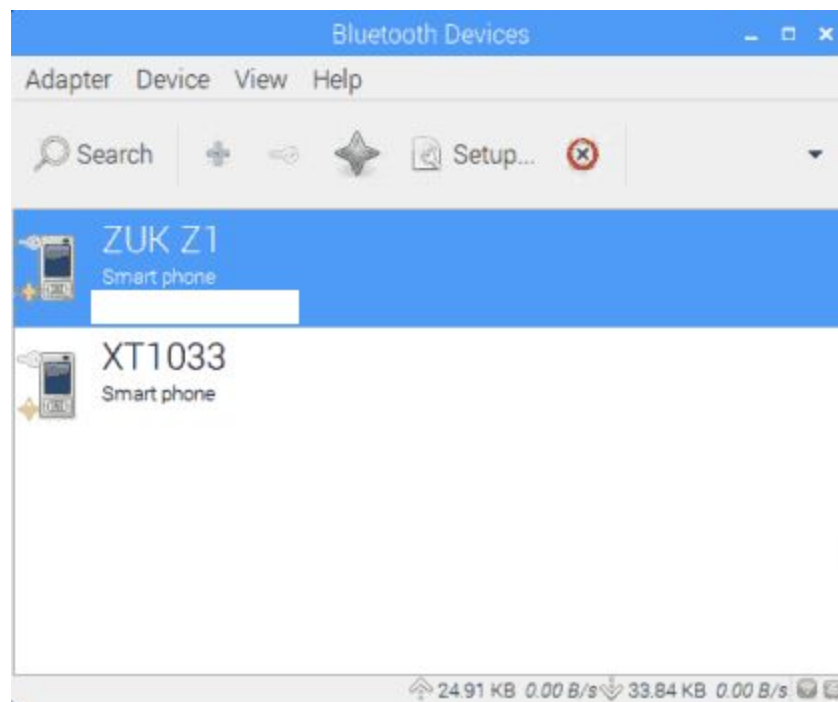 Bluetooth Devices
Adapter Device View Help
Search Setup...
ZUK Z1
Smart phone
XT1033
Smart phone
24.91 KB 0.00 B/s 33.84 KB 0.00 B/s